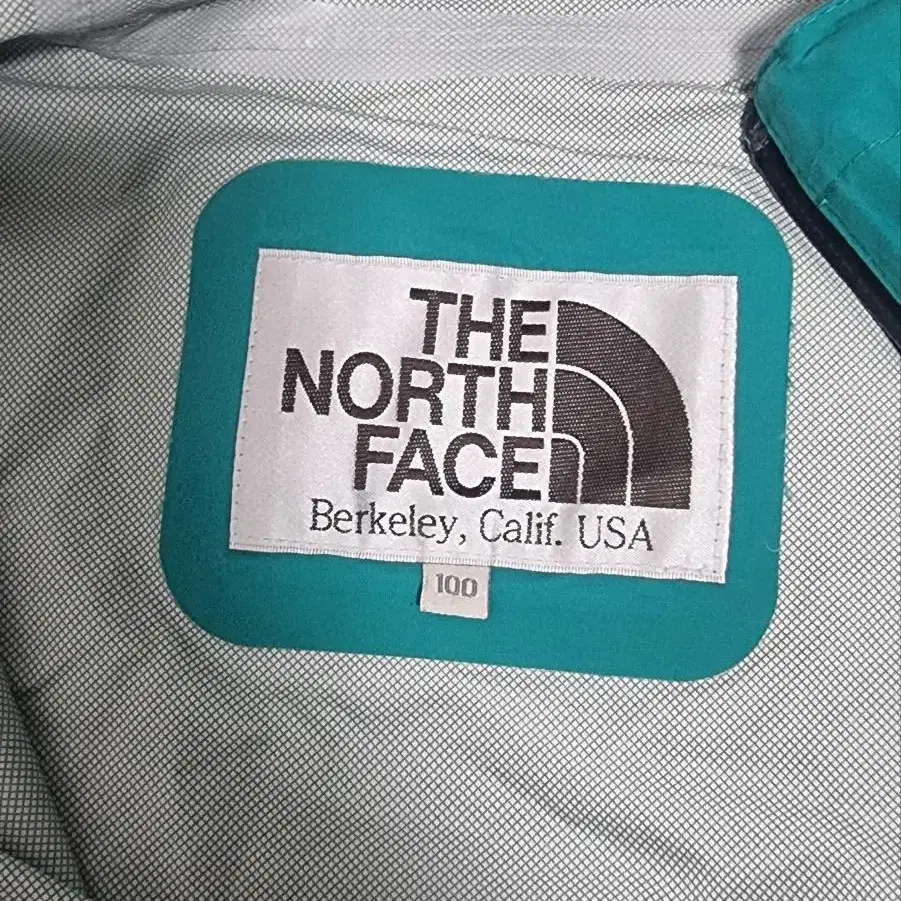 THE
NORTH
FACE
Berkeley, Calif. USA
100